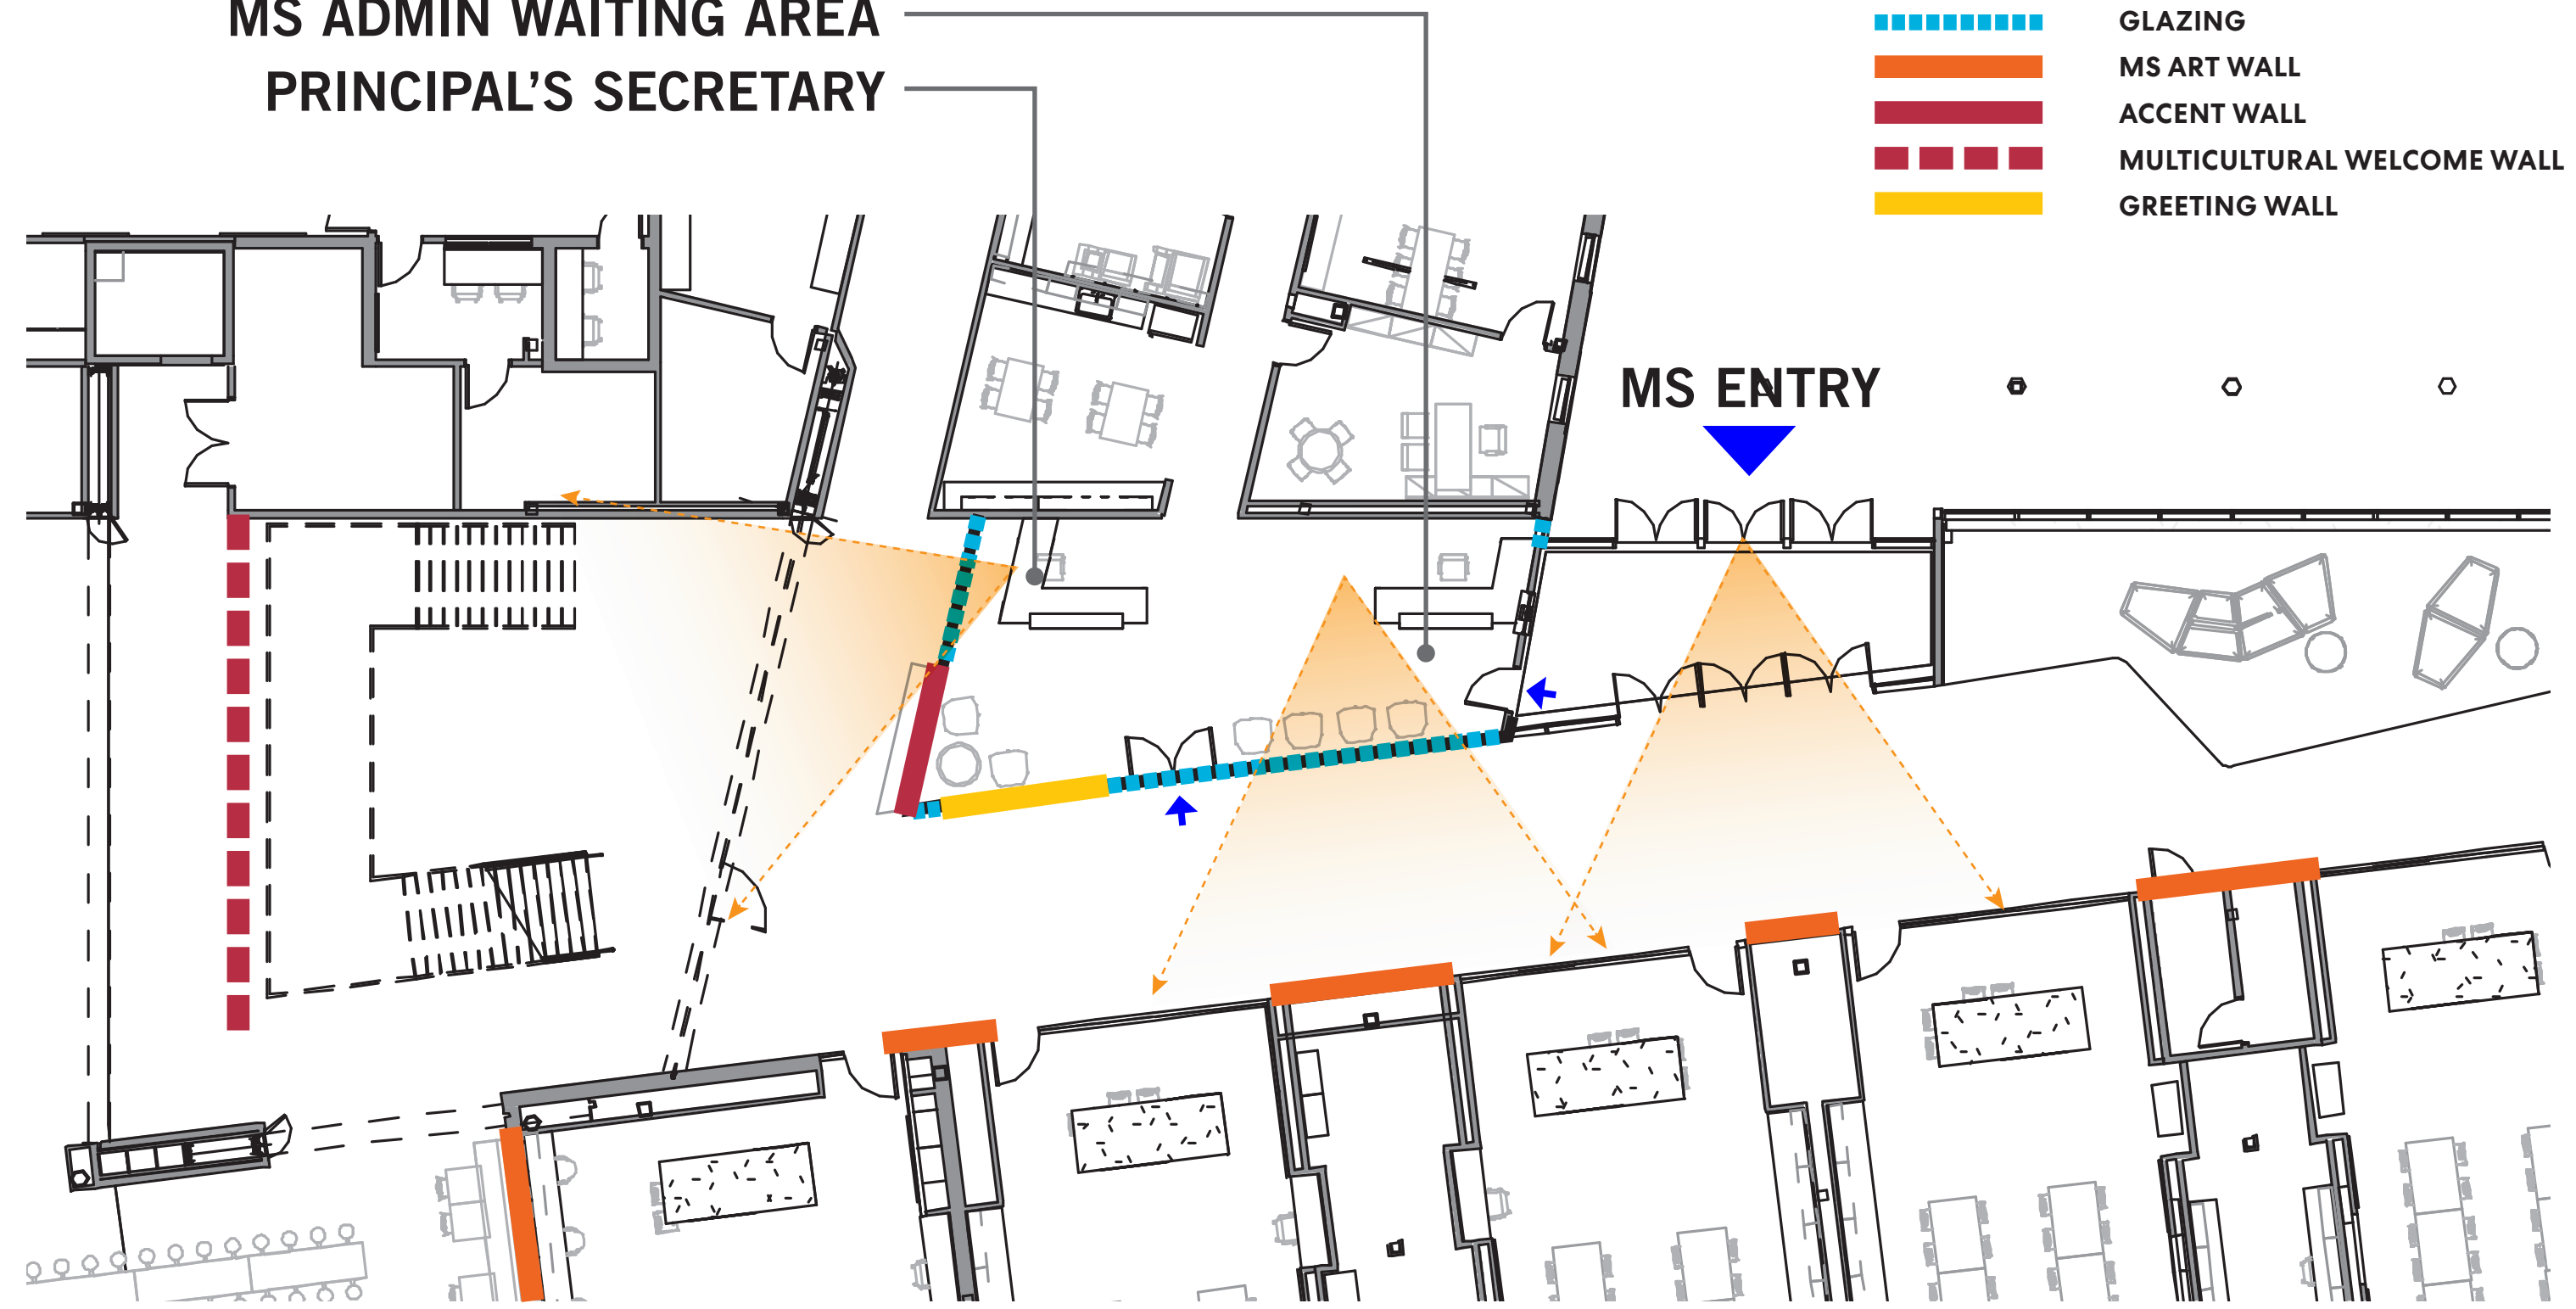 MS ADMIN WAITING AREA
PRINCIPAL’S SECRETARY
GLAZING
MS ART WALL
ACCENT WALL
MULTICULTURAL WELCOME WALL
GREETING WALL
MS ENTRY